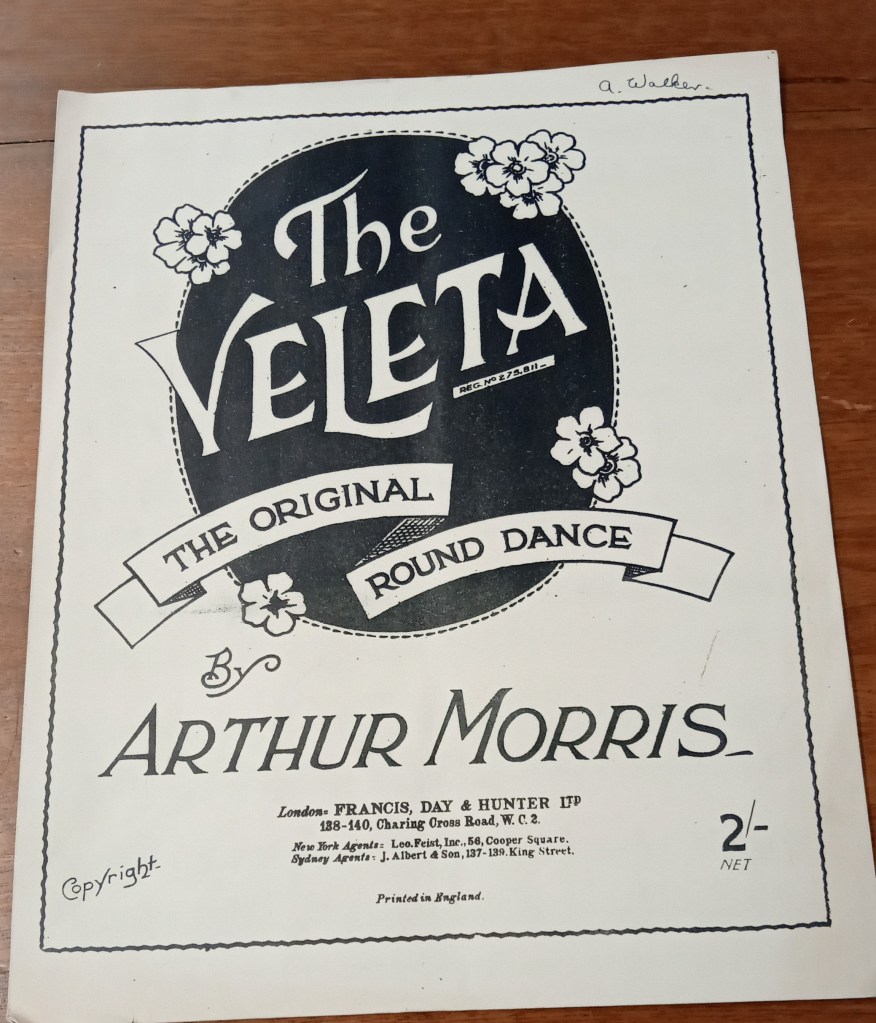 a. Walker.
The
VELETA
REG. No 275.811_
THE ORIGINAL
ROUND DANCE
By
ARTHUR MORRIS_
London= FRANCIS, DAY & HUNTER LTD
138-140, Charing Cross Road, W.C.2.
New York Agents= Leo. Feist, Inc., 56, Cooper Square.
Sydney Agents= J. Albert & Son, 137-139. King Street.
2/-
NET
Copyright-
Printed in England.